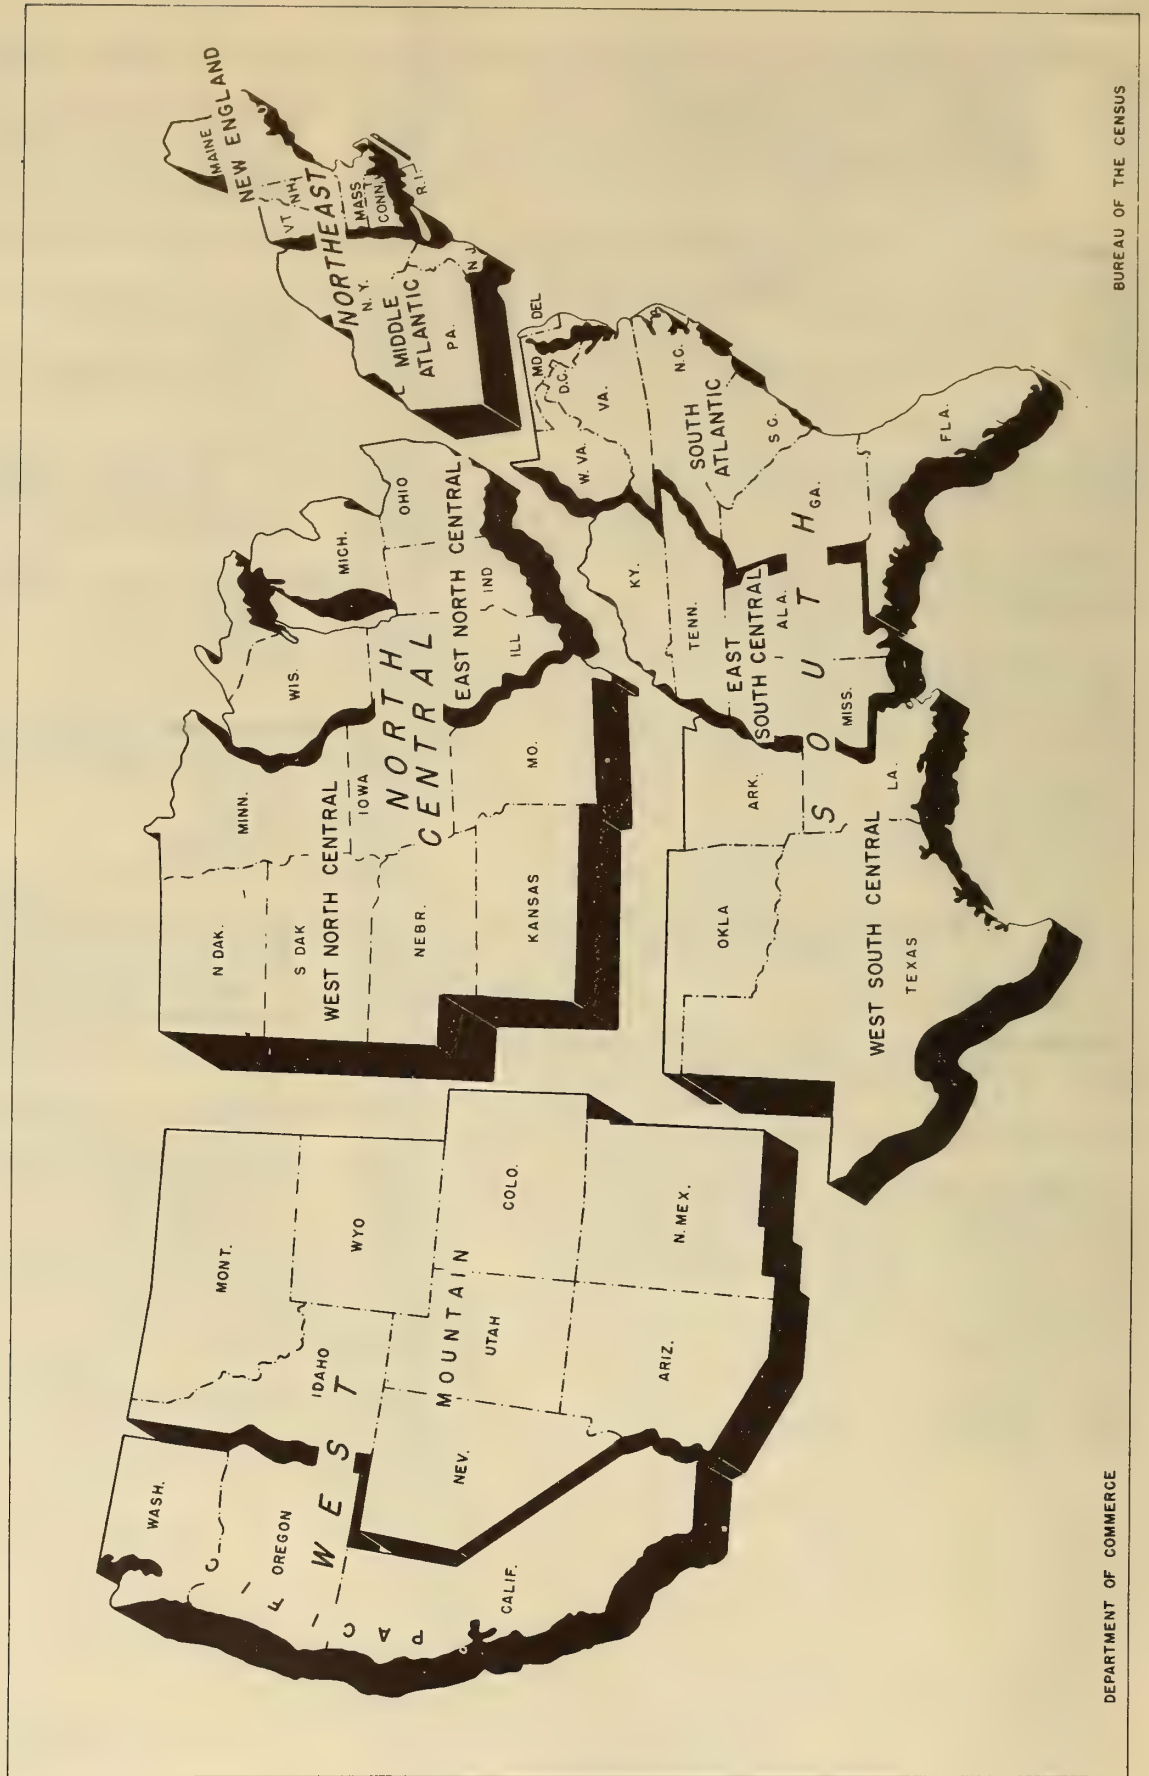 WEST
PACIFIC
WASH.
OREGON
CALIF.
MOUNTAIN
MONT.
IDAHO
WYO
NEV.
UTAH
COLO.
ARIZ.
N. MEX.
NORTH
CENTRAL
WEST NORTH CENTRAL
N DAK.
S DAK
NEBR.
KANSAS
MINN.
IOWA
MO.
EAST NORTH CENTRAL
WIS.
MICH.
ILL
IND
OHIO
NORTHEAST
NEW ENGLAND
MAINE
VT
NH
MASS.
CONN.
R.I.
MIDDLE
ATLANTIC
N. Y.
PA.
N J
SOUTH
WEST SOUTH CENTRAL
OKLA
ARK.
TEXAS
LA.
EAST
SOUTH CENTRAL
KY.
TENN.
ALA.
MISS.
SOUTH
ATLANTIC
DEL
MD
D.C.
W. VA.
VA.
N.C.
S C.
GA.
FLA.
DEPARTMENT OF COMMERCE
BUREAU OF THE CENSUS